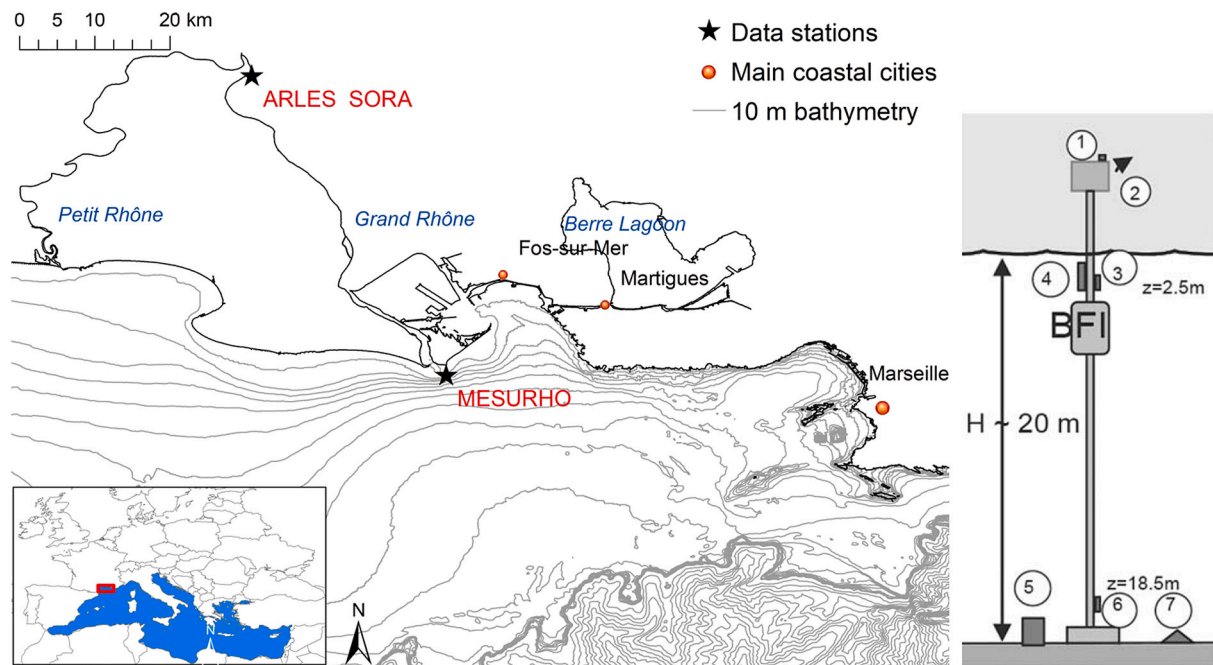 0 5 10 20 km
Data stations
Main coastal cities
10 m bathymetry
ARLES SORA
Petit Rhône
Grand Rhône
Berre Lagoon
Fos-sur-Mer
Martigues
Marseille
MESURHO
N
N
1
2
3
4
z=2.5m
BFI
H ~ 20 m
z=18.5m
5
6
7